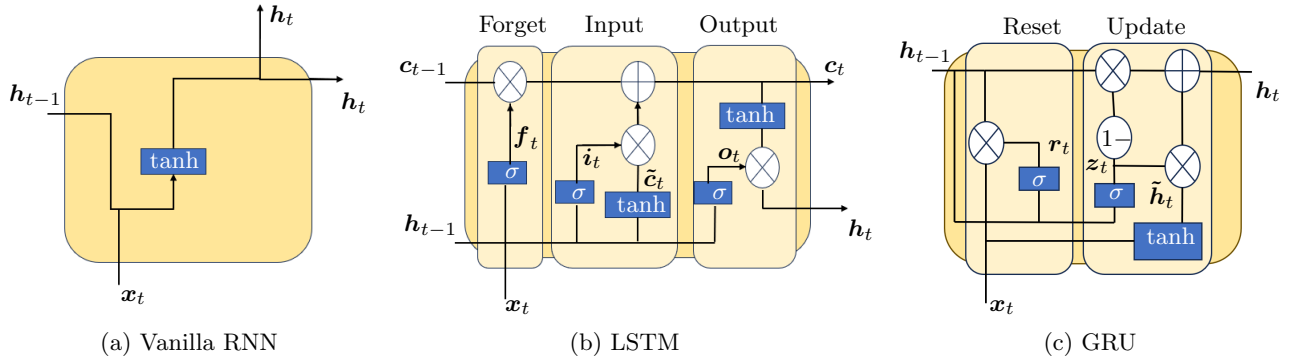 h_t
h_{t−1}
tanh
h_t
x_t
(a) Vanilla RNN
Forget Input Output
c_{t−1}
c_t
f_t
i_t
c̃_t
o_t
tanh
σ
σ
tanh
σ
h_{t−1}
h_t
x_t
(b) LSTM
Reset Update
h_{t−1}
h_t
r_t
σ
1−
z_t
σ
h̃_t
tanh
x_t
(c) GRU